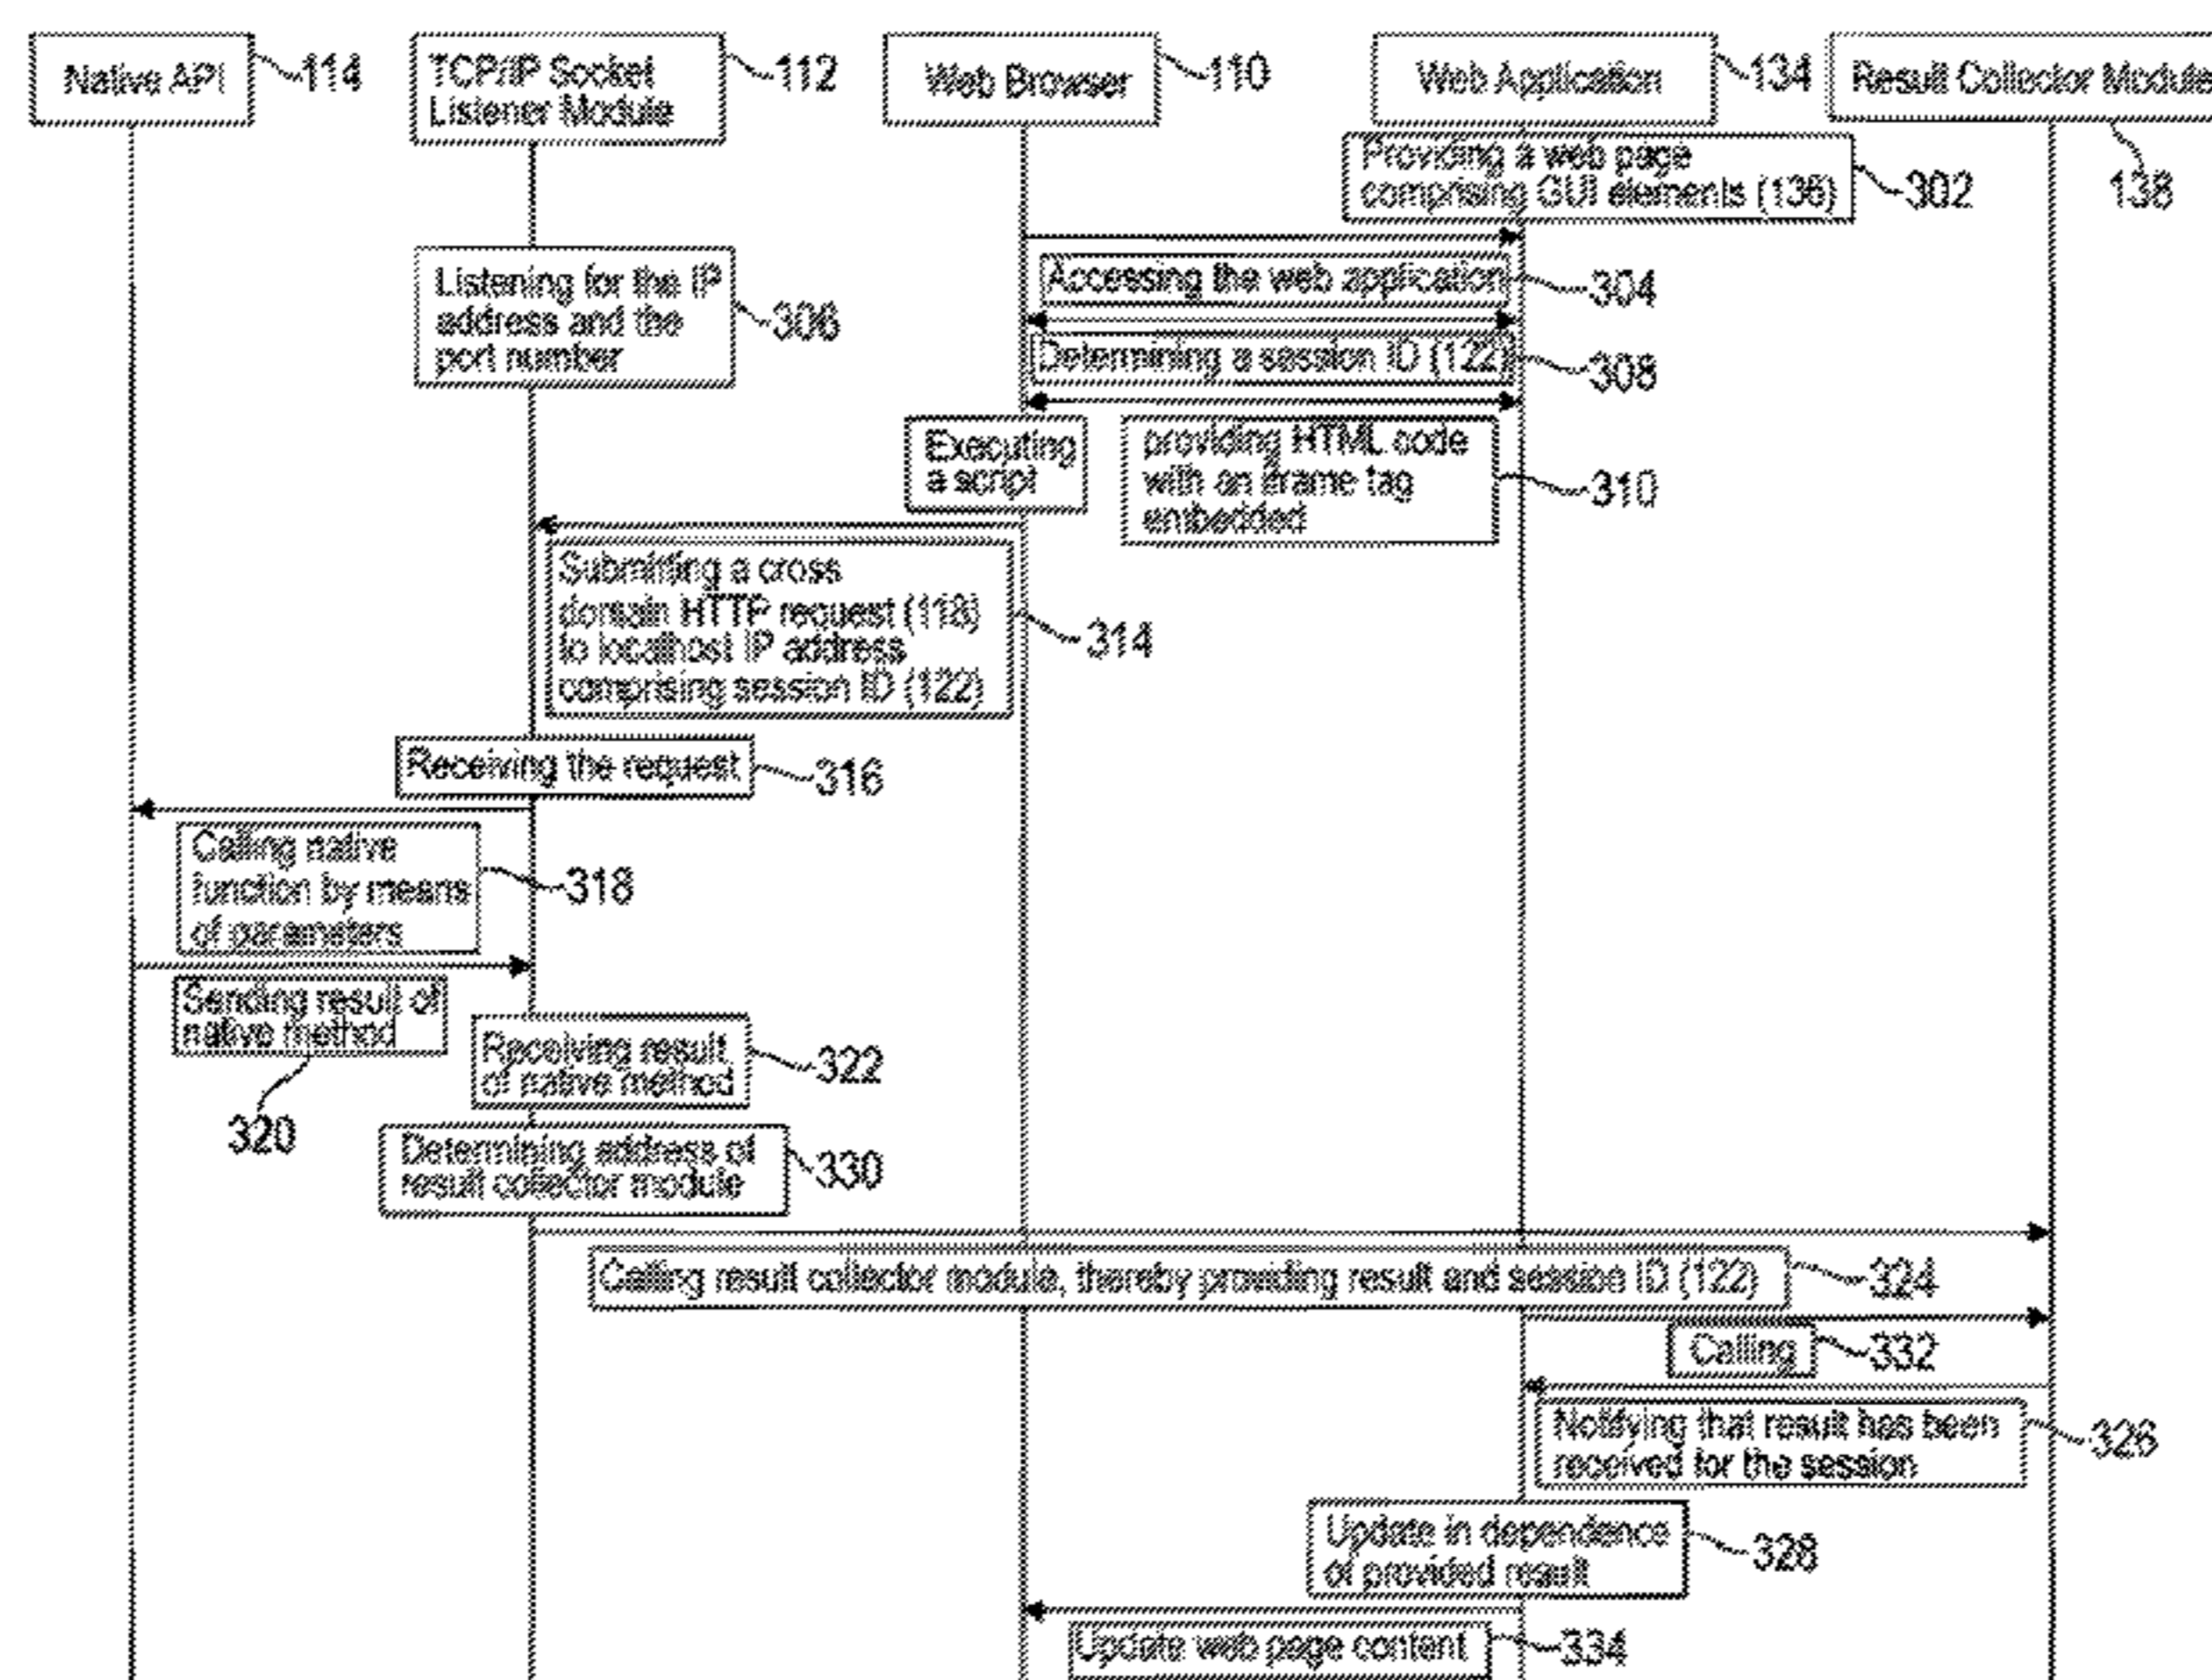 Native API
114
TCP/IP Socket
Listener Module
112
Web Browser
110
Web Application
134
Result Collector Module
138
Providing a web page
comprising GUI elements (136)
302
Accessing the web application
304
Listening for the IP
address and the
port number
306
Determining a session ID (122)
308
Executing
a script
providing HTML code
with an iframe tag
embedded
310
Submitting a cross
domain HTTP request (118)
to localhost IP address
comprising session ID (122)
314
Receiving the request
316
Calling native
function by means
of parameters
318
Sending result of
native method
320
Receiving result
of native method
322
Determining address of
result collector module
330
Calling result collector module, thereby providing result and session ID (122)
324
Calling
332
Notifying that result has been
received for the session
326
Update in dependence
of provided result
328
Update web page content
334